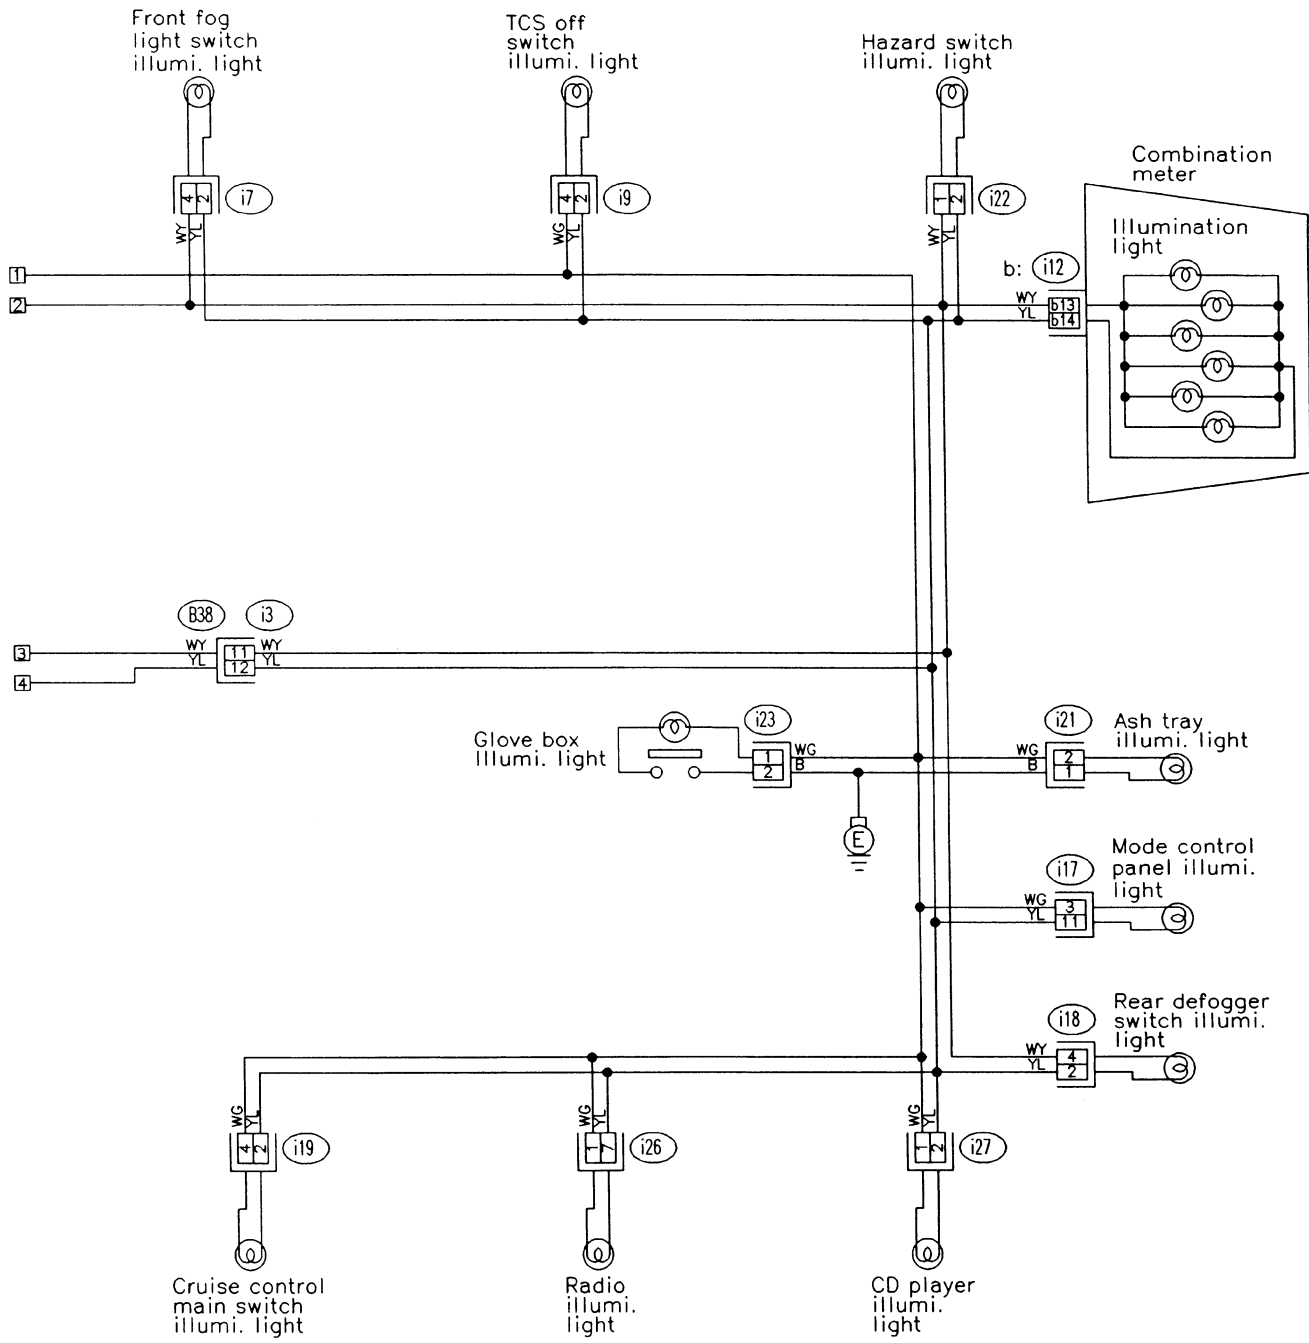 Front fog
light switch
illumi. light
TCS off
switch
illumi. light
Hazard switch
illumi. light
Combination
meter
4 2
i7
4 2
i9
1 2
i22
Illumination
light
WY YL
WG YL
WY YL
1
b: i12
2
WY b13
YL b14
B38 i3
3 WY 11 WY
YL 12 YL
4
i23
i21
Ash tray
illumi. light
Glove box
Illumi. light
1 WG
2 B
WG 2
B 1
E
Mode control
panel illumi.
light
i17
WG 3
YL 11
Rear defogger
switch illumi.
light
i18
WY 4
YL 2
WG YL
WG YL
WG YL
4 2
i19
1 7
i26
1 2
i27
Cruise control
main switch
illumi. light
Radio
illumi.
light
CD player
illumi.
light